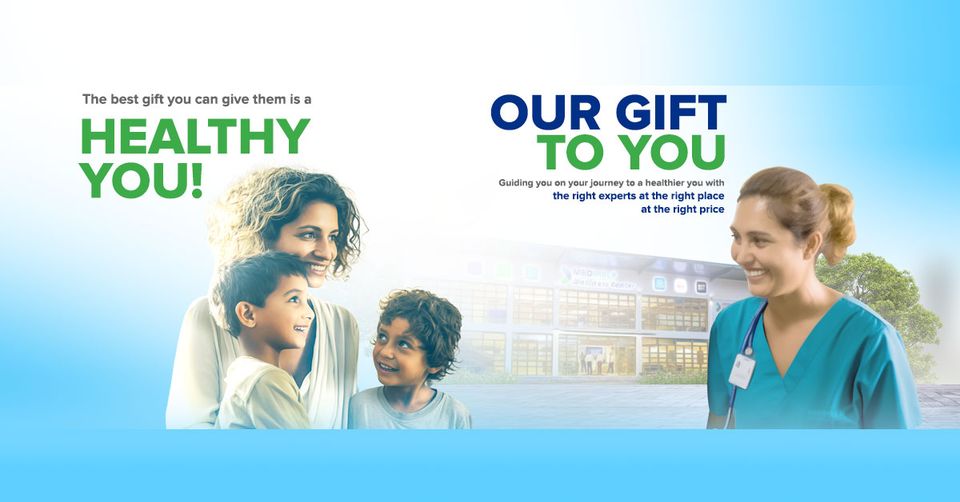 The best gift you can give them is a
HEALTHY
YOU!
OUR GIFT
TO YOU
Guiding you on your journey to a healthier you with
the right experts at the right place
at the right price